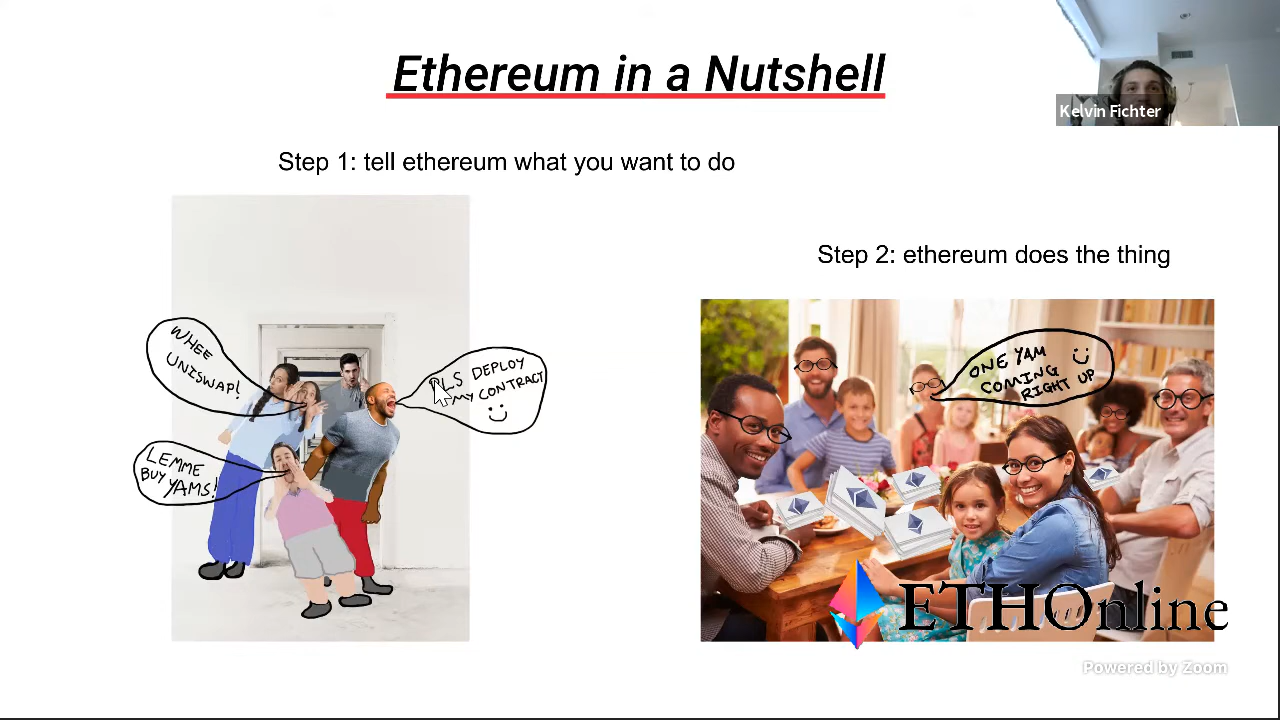 Ethereum in a Nutshell
Kelvin Fichter
Step 1: tell ethereum what you want to do
Step 2: ethereum does the thing
WHEE
UNISWAP!
PLS DEPLOY
MY CONTRACT
LEMME
BUY YAMS!
ONE YAM
COMING
RIGHT UP
ETHOnline
Powered by Zoom